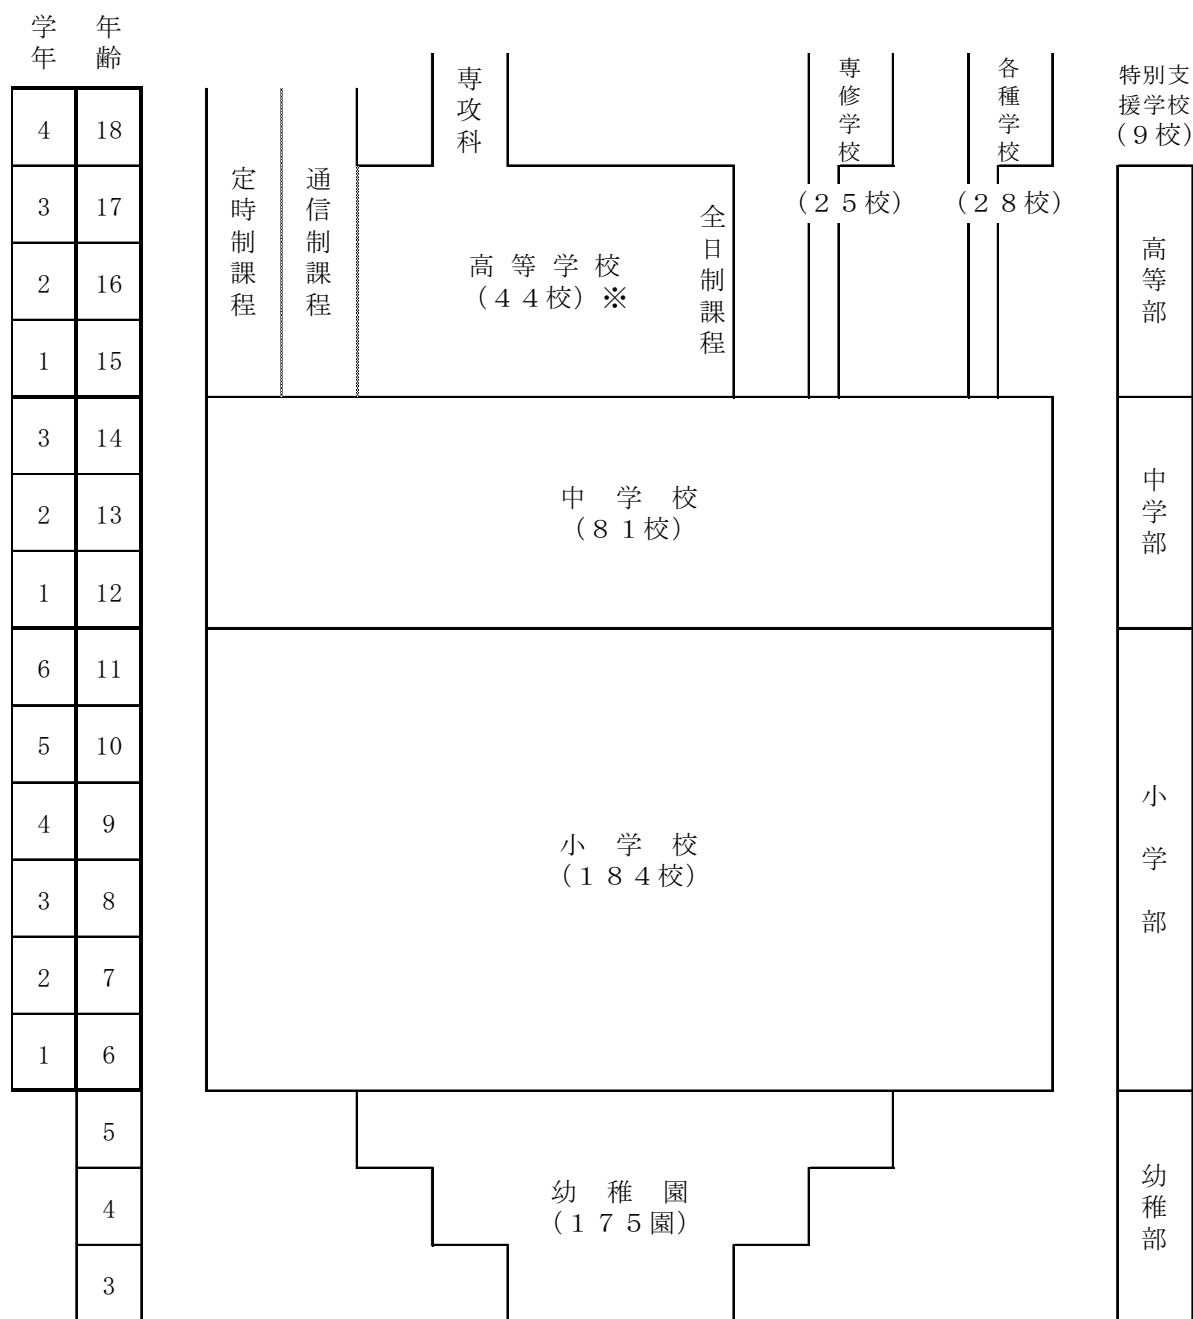 学年
年齢
4 18
3 17
2 16
1 15
3 14
2 13
1 12
6 11
5 10
4 9
3 8
2 7
1 6
5
4
3
定時制課程
通信制課程
専攻科
高等学校
(44校)※
全日制課程
専修学校
(25校)
各種学校
(28校)
中学校
(81校)
小学校
(184校)
幼稚園
(175園)
特別支
援学校
(9校)
高等部
中学部
小学部
幼稚部